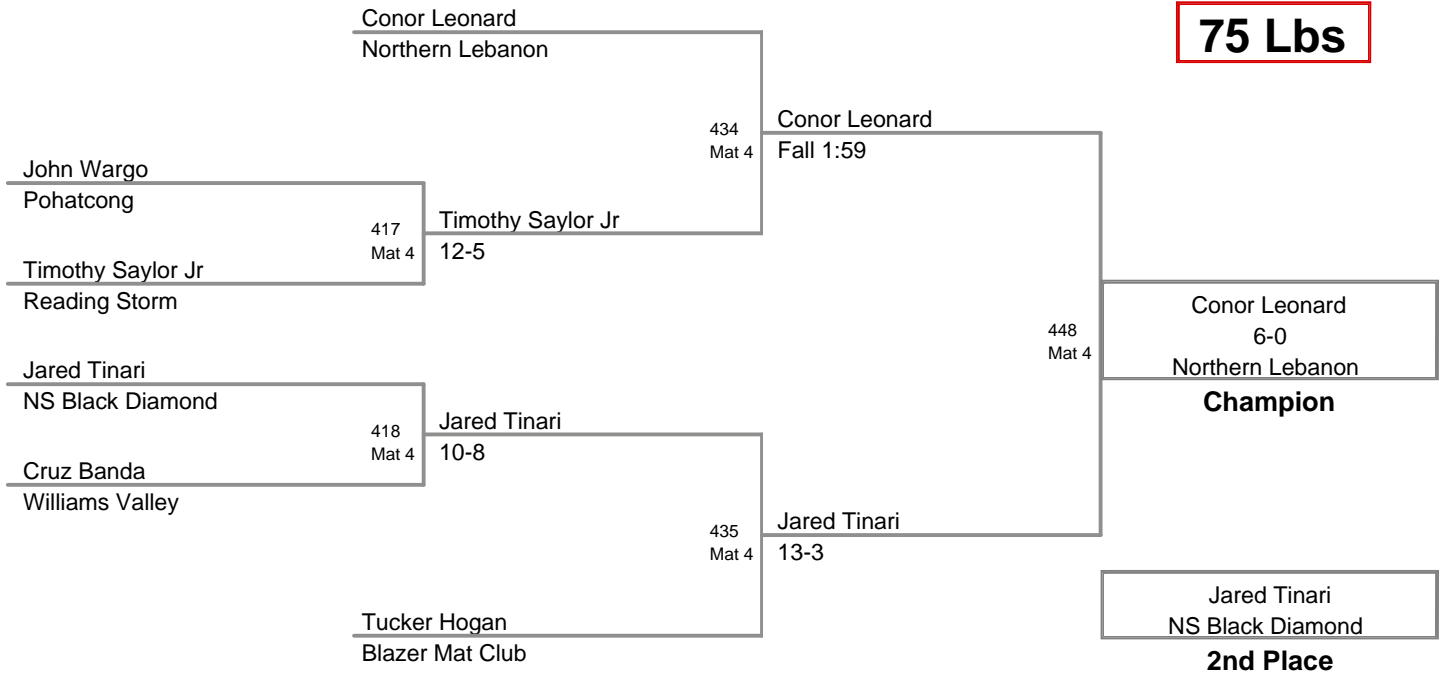 Conor Leonard
Northern Lebanon
75 Lbs
434
Mat 4
Conor Leonard
Fall 1:59
John Wargo
Pohatcong
417
Mat 4
Timothy Saylor Jr
12-5
Timothy Saylor Jr
Reading Storm
448
Mat 4
Conor Leonard
6-0
Northern Lebanon
Champion
Jared Tinari
NS Black Diamond
418
Mat 4
Jared Tinari
10-8
Cruz Banda
Williams Valley
435
Mat 4
Jared Tinari
13-3
Tucker Hogan
Blazer Mat Club
Jared Tinari
NS Black Diamond
2nd Place